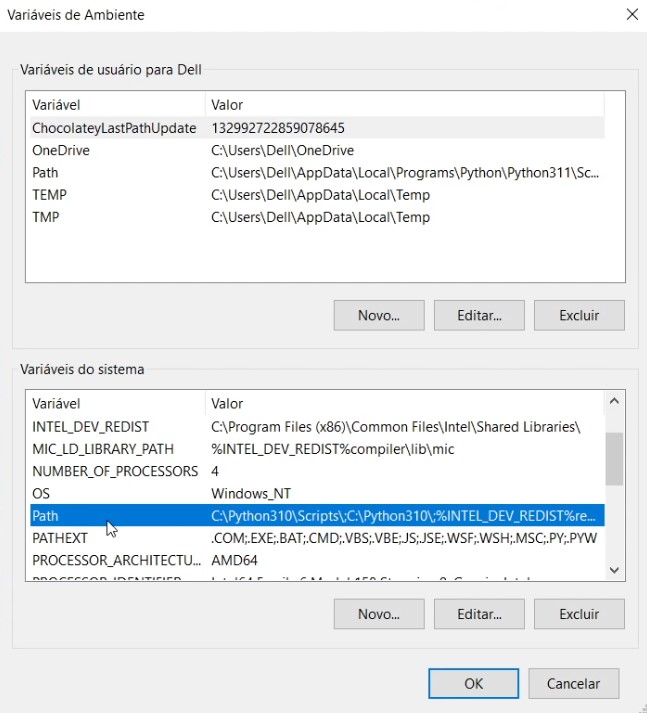 Variáveis de Ambiente
Variáveis de usuário para Dell
Variável Valor
ChocolateyLastPathUpdate 132992722859078645
OneDrive C:\Users\Dell\OneDrive
Path C:\Users\Dell\AppData\Local\Programs\Python\Python311\Sc...
TEMP C:\Users\Dell\AppData\Local\Temp
TMP C:\Users\Dell\AppData\Local\Temp
Novo... Editar... Excluir
Variáveis do sistema
Variável Valor
INTEL_DEV_REDIST C:\Program Files (x86)\Common Files\Intel\Shared Libraries\
MIC_LD_LIBRARY_PATH %INTEL_DEV_REDIST%compiler\lib\mic
NUMBER_OF_PROCESSORS 4
OS Windows_NT
Path C:\Python310\Scripts\;C:\Python310\;%INTEL_DEV_REDIST%re...
PATHEXT .COM;.EXE;.BAT;.CMD;.VBS;.VBE;.JS;.JSE;.WSF;.WSH;.MSC;.PY;.PYW
PROCESSOR_ARCHITECTU... AMD64
Novo... Editar... Excluir
OK Cancelar